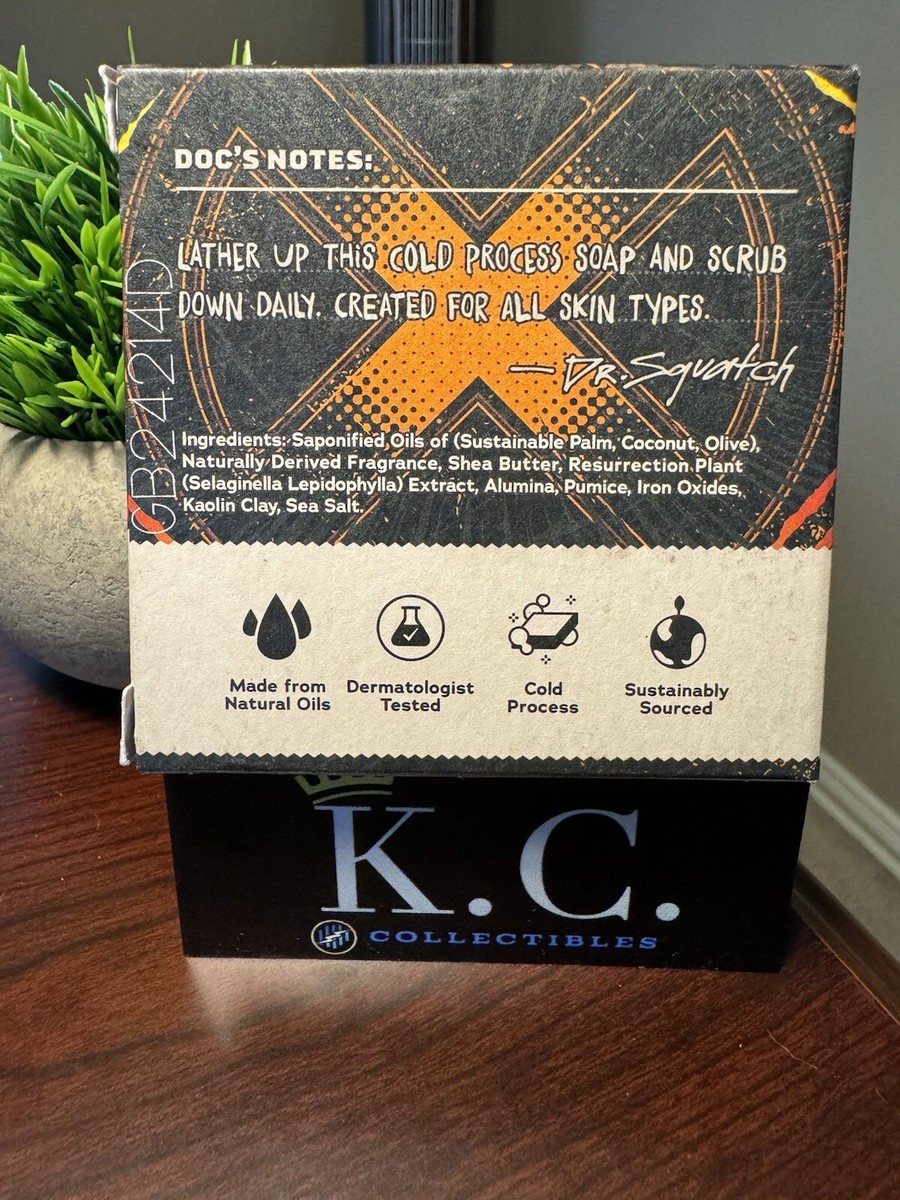 DOC'S NOTES:
LATHER UP THiS COLD PROCESS SOAP AND SCRUB
DOWN DAILY. CREATED FOR ALL SKIN TYPES.
— DR. Squatch
GB24214D
Ingredients: Saponified Oils of (Sustainable Palm, Coconut, Olive),
Naturally Derived Fragrance, Shea Butter, Resurrection Plant
(Selaginella Lepidophylla) Extract, Alumina, Pumice, Iron Oxides,
Kaolin Clay, Sea Salt.
Made from
Natural Oils
Dermatologist
Tested
Cold
Process
Sustainably
Sourced
K.C.
COLLECTIBLES